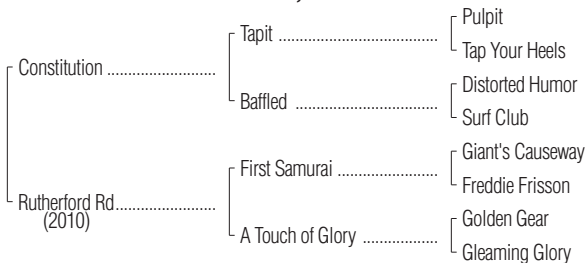 Pulpit
Tapit
Tap Your Heels
Constitution
Distorted Humor
Baffled
Surf Club
Giant's Causeway
First Samurai
Freddie Frisson
Rutherford Rd
(2010)
Golden Gear
A Touch of Glory
Gleaming Glory